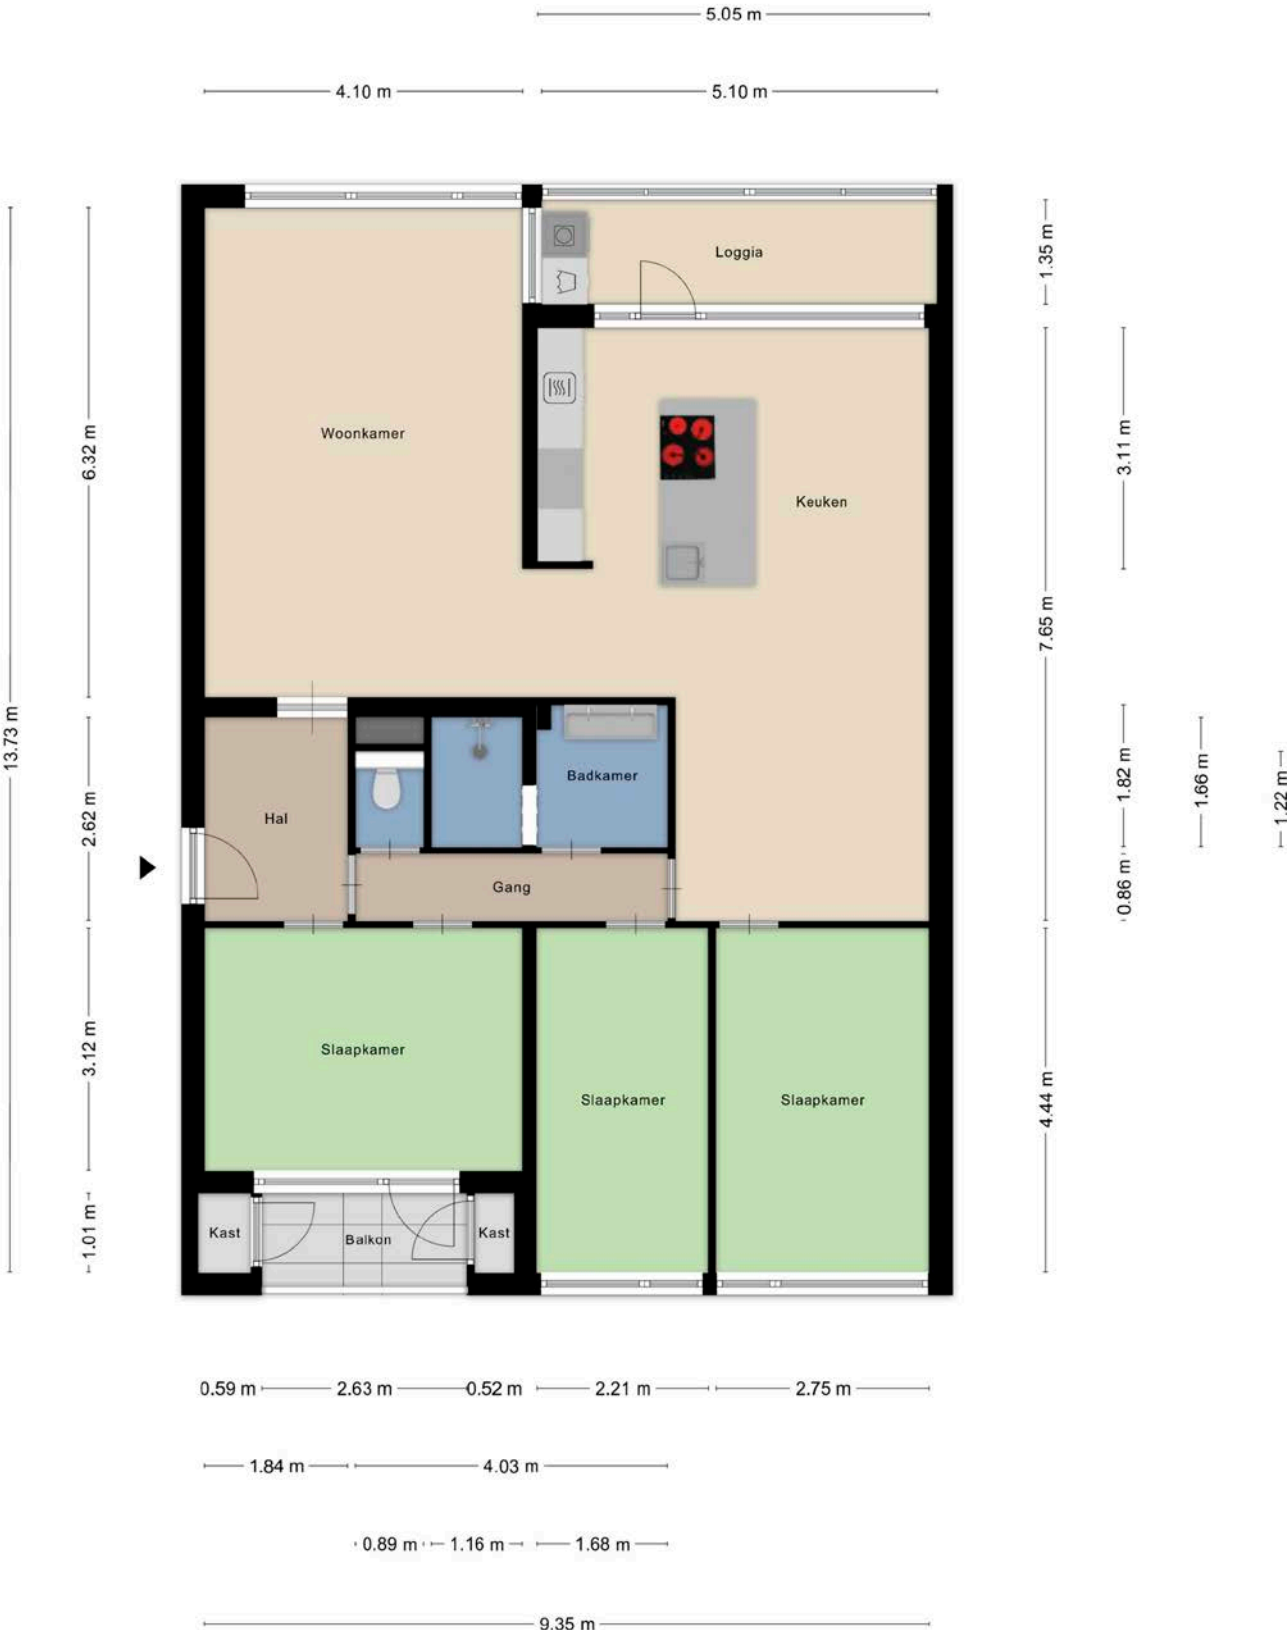 5.05 m
4.10 m
5.10 m
Loggia
1.35 m
Woonkamer
6.32 m
3.11 m
Keuken
7.65 m
13.73 m
Badkamer
Hal
2.62 m
1.82 m
1.66 m
1.22 m
Gang
0.86 m
Slaapkamer
3.12 m
Slaapkamer
Slaapkamer
4.44 m
Kast
Balkon
Kast
1.01 m
0.59 m
2.63 m
0.52 m
2.21 m
2.75 m
1.84 m
4.03 m
0.89 m
1.16 m
1.68 m
9.35 m